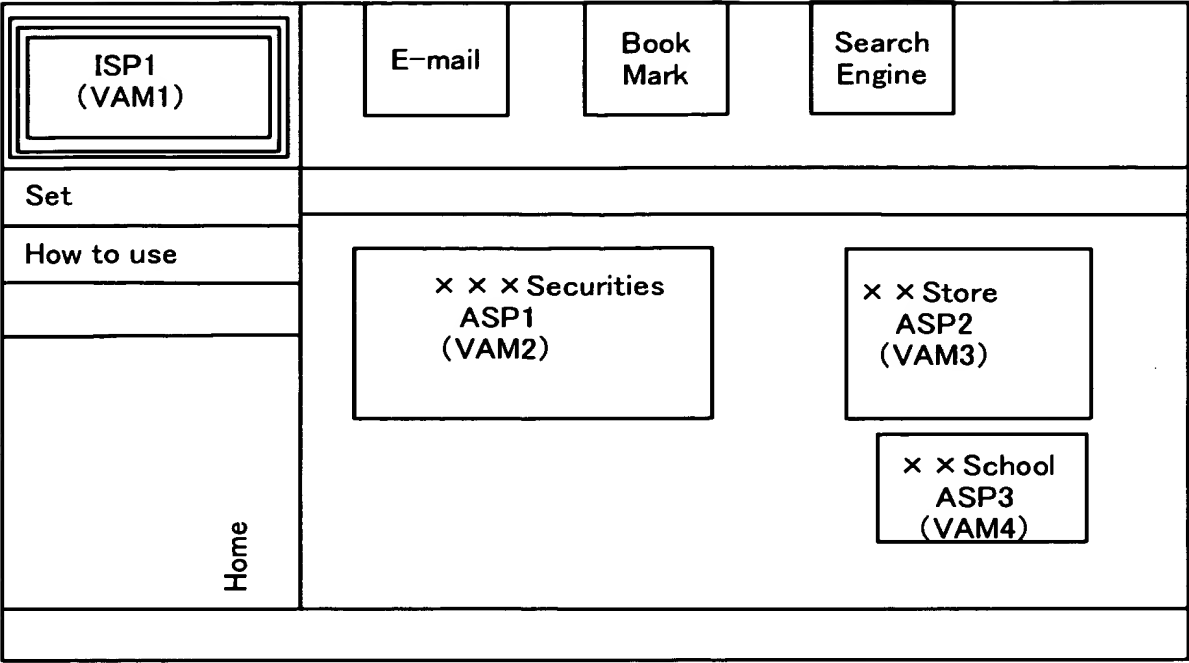 ISP1
(VAM1)
E-mail
Book
Mark
Search
Engine
Set
How to use
Home
× × × Securities
ASP1
(VAM2)
× × Store
ASP2
(VAM3)
× × School
ASP3
(VAM4)